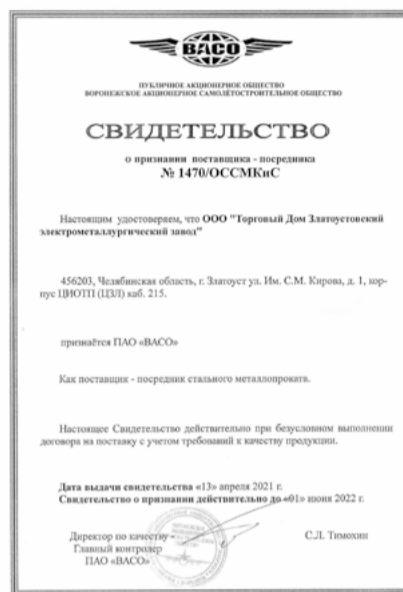 ВАСО
ПУБЛИЧНОЕ АКЦИОНЕРНОЕ ОБЩЕСТВО
ВОРОНЕЖСКОЕ АКЦИОНЕРНОЕ САМОЛЁТОСТРОИТЕЛЬНОЕ ОБЩЕСТВО
СВИДЕТЕЛЬСТВО
о признании поставщика - посредника
№ 1470/ОССМКиС
Настоящим удостоверяем, что ООО "Торговый Дом Златоустовский
электрометаллургический завод"
456203, Челябинская область, г. Златоуст ул. Им. С.М. Кирова, д. 1, кор-
пус ЦИОТП (ЦЗЛ) каб. 215.
признаётся ПАО «ВАСО»
Как поставщик - посредник стального металлопроката.
Настоящее Свидетельство действительно при безусловном выполнении
договора на поставку с учетом требований к качеству продукции.
Дата выдачи свидетельства «13» апреля 2021 г.
Свидетельство о признании действительно до «01» июня 2022 г.
Директор по качеству -
Главный контролер
ПАО «ВАСО»
С.Л. Тимохин